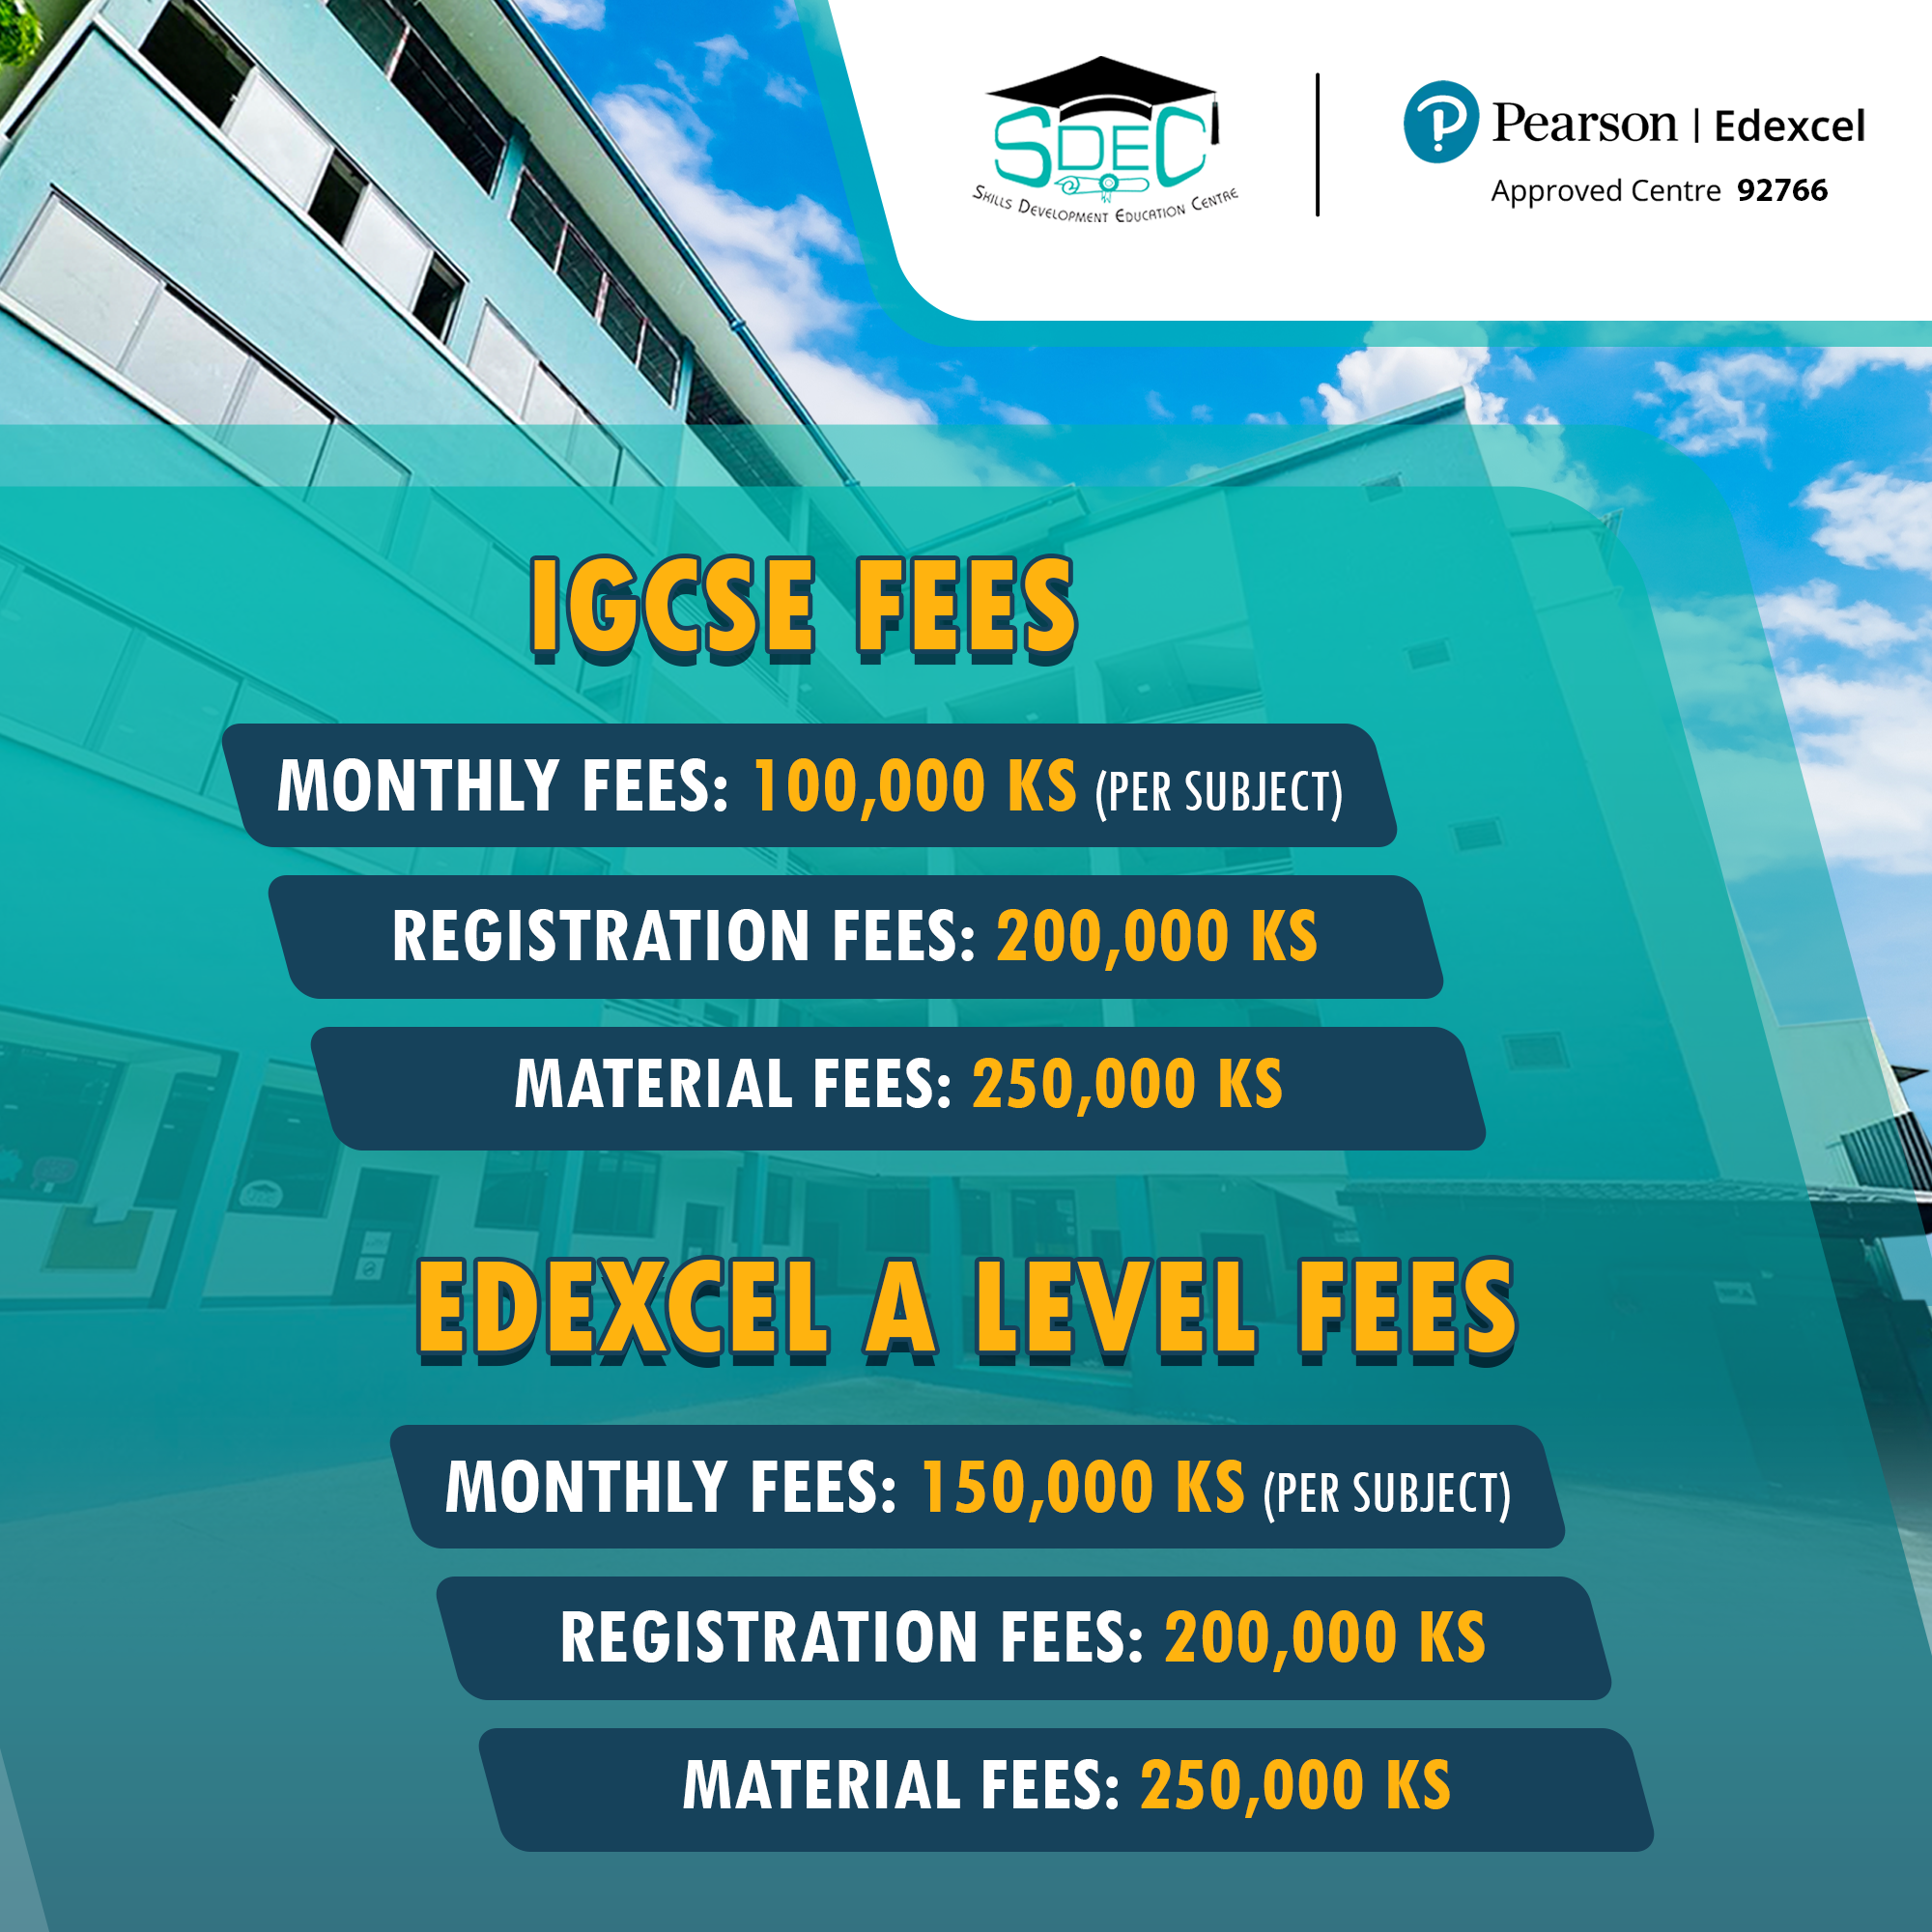 SDEC
Skills Development Education Centre
Pearson | Edexcel
Approved Centre 92766
IGCSE FEES
MONTHLY FEES: 100,000 KS (PER SUBJECT)
REGISTRATION FEES: 200,000 KS
MATERIAL FEES: 250,000 KS
EDEXCEL A LEVEL FEES
MONTHLY FEES: 150,000 KS (PER SUBJECT)
REGISTRATION FEES: 200,000 KS
MATERIAL FEES: 250,000 KS